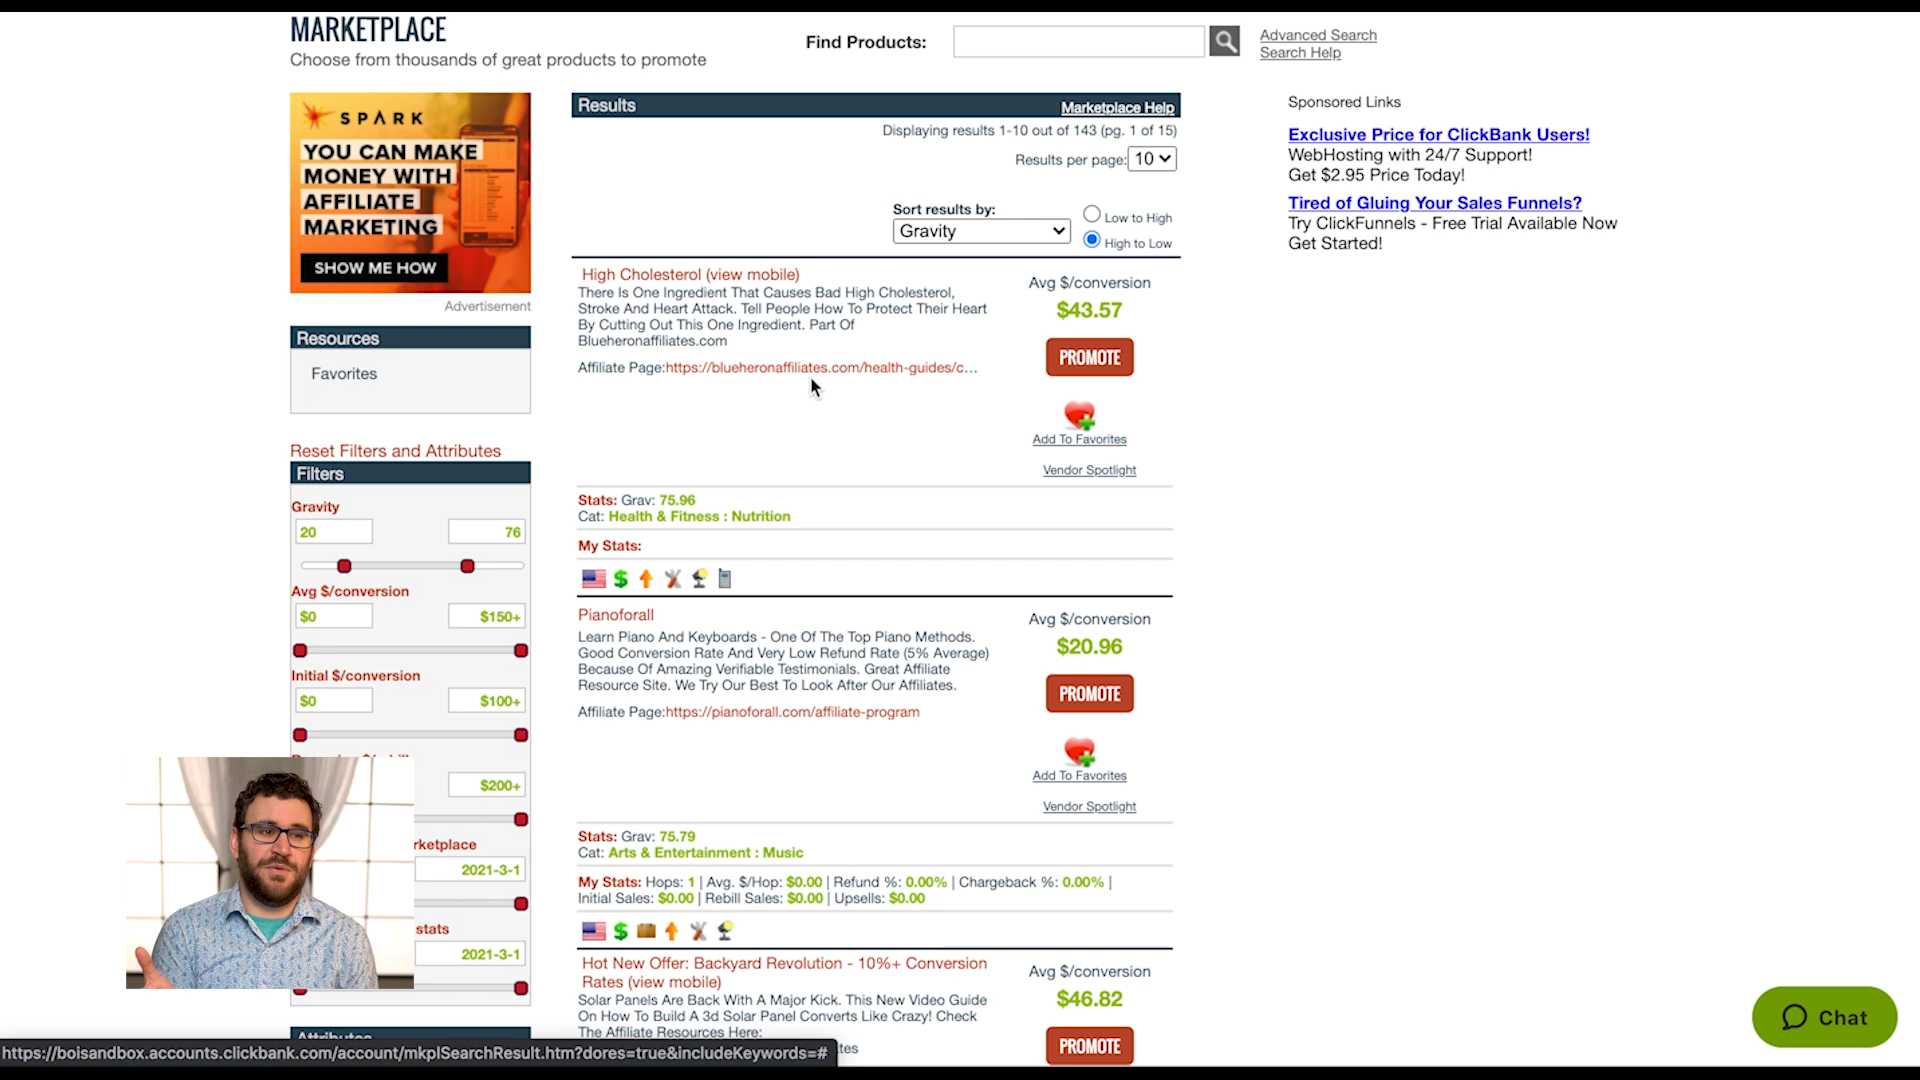 MARKETPLACE
Choose from thousands of great products to promote
Find Products:
Advanced Search
Search Help
SPARK
YOU CAN MAKE
MONEY WITH
AFFILIATE
MARKETING
SHOW ME HOW
Advertisement
Resources
Favorites
Reset Filters and Attributes
Filters
Gravity
20 76
Avg $/conversion
$0 $150+
Initial $/conversion
$0 $100+
$200+
rketplace
2021-3-1
stats
2021-3-1
Results Marketplace Help
Displaying results 1-10 out of 143 (pg. 1 of 15)
Results per page: 10
Sort results by:
Gravity
Low to High
High to Low
High Cholesterol (view mobile)
There Is One Ingredient That Causes Bad High Cholesterol,
Stroke And Heart Attack. Tell People How To Protect Their Heart
By Cutting Out This One Ingredient. Part Of
Blueheronaffiliates.com
Affiliate Page:https://blueheronaffiliates.com/health-guides/c...
Avg $/conversion
$43.57
PROMOTE
Add To Favorites
Vendor Spotlight
Stats: Grav: 75.96
Cat: Health & Fitness : Nutrition
My Stats:
Pianoforall
Learn Piano And Keyboards - One Of The Top Piano Methods.
Good Conversion Rate And Very Low Refund Rate (5% Average)
Because Of Amazing Verifiable Testimonials. Great Affiliate
Resource Site. We Try Our Best To Look After Our Affiliates.
Affiliate Page:https://pianoforall.com/affiliate-program
Avg $/conversion
$20.96
PROMOTE
Add To Favorites
Vendor Spotlight
Stats: Grav: 75.79
Cat: Arts & Entertainment : Music
My Stats: Hops: 1 | Avg. $/Hop: $0.00 | Refund %: 0.00% | Chargeback %: 0.00% |
Initial Sales: $0.00 | Rebill Sales: $0.00 | Upsells: $0.00
Hot New Offer: Backyard Revolution - 10%+ Conversion
Rates (view mobile)
Solar Panels Are Back With A Major Kick. This New Video Guide
On How To Build A 3d Solar Panel Converts Like Crazy! Check
The Affiliate Resources Here:
tes
Avg $/conversion
$46.82
PROMOTE
Sponsored Links
Exclusive Price for ClickBank Users!
WebHosting with 24/7 Support!
Get $2.95 Price Today!
Tired of Gluing Your Sales Funnels?
Try ClickFunnels - Free Trial Available Now
Get Started!
Chat
https://boisandbox.accounts.clickbank.com/account/mkplSearchResult.htm?dores=true&includeKeywords=#